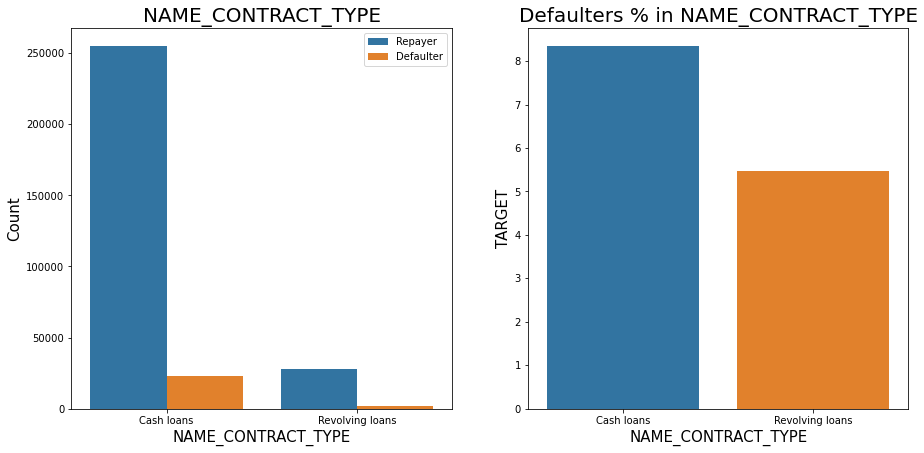 NAME_CONTRACT_TYPE
Repayer
Defaulter
250000
200000
150000
100000
50000
0
Count
Cash loans Revolving loans
NAME_CONTRACT_TYPE
Defaulters % in NAME_CONTRACT_TYPE
8
7
6
5
4
3
2
1
0
TARGET
Cash loans Revolving loans
NAME_CONTRACT_TYPE